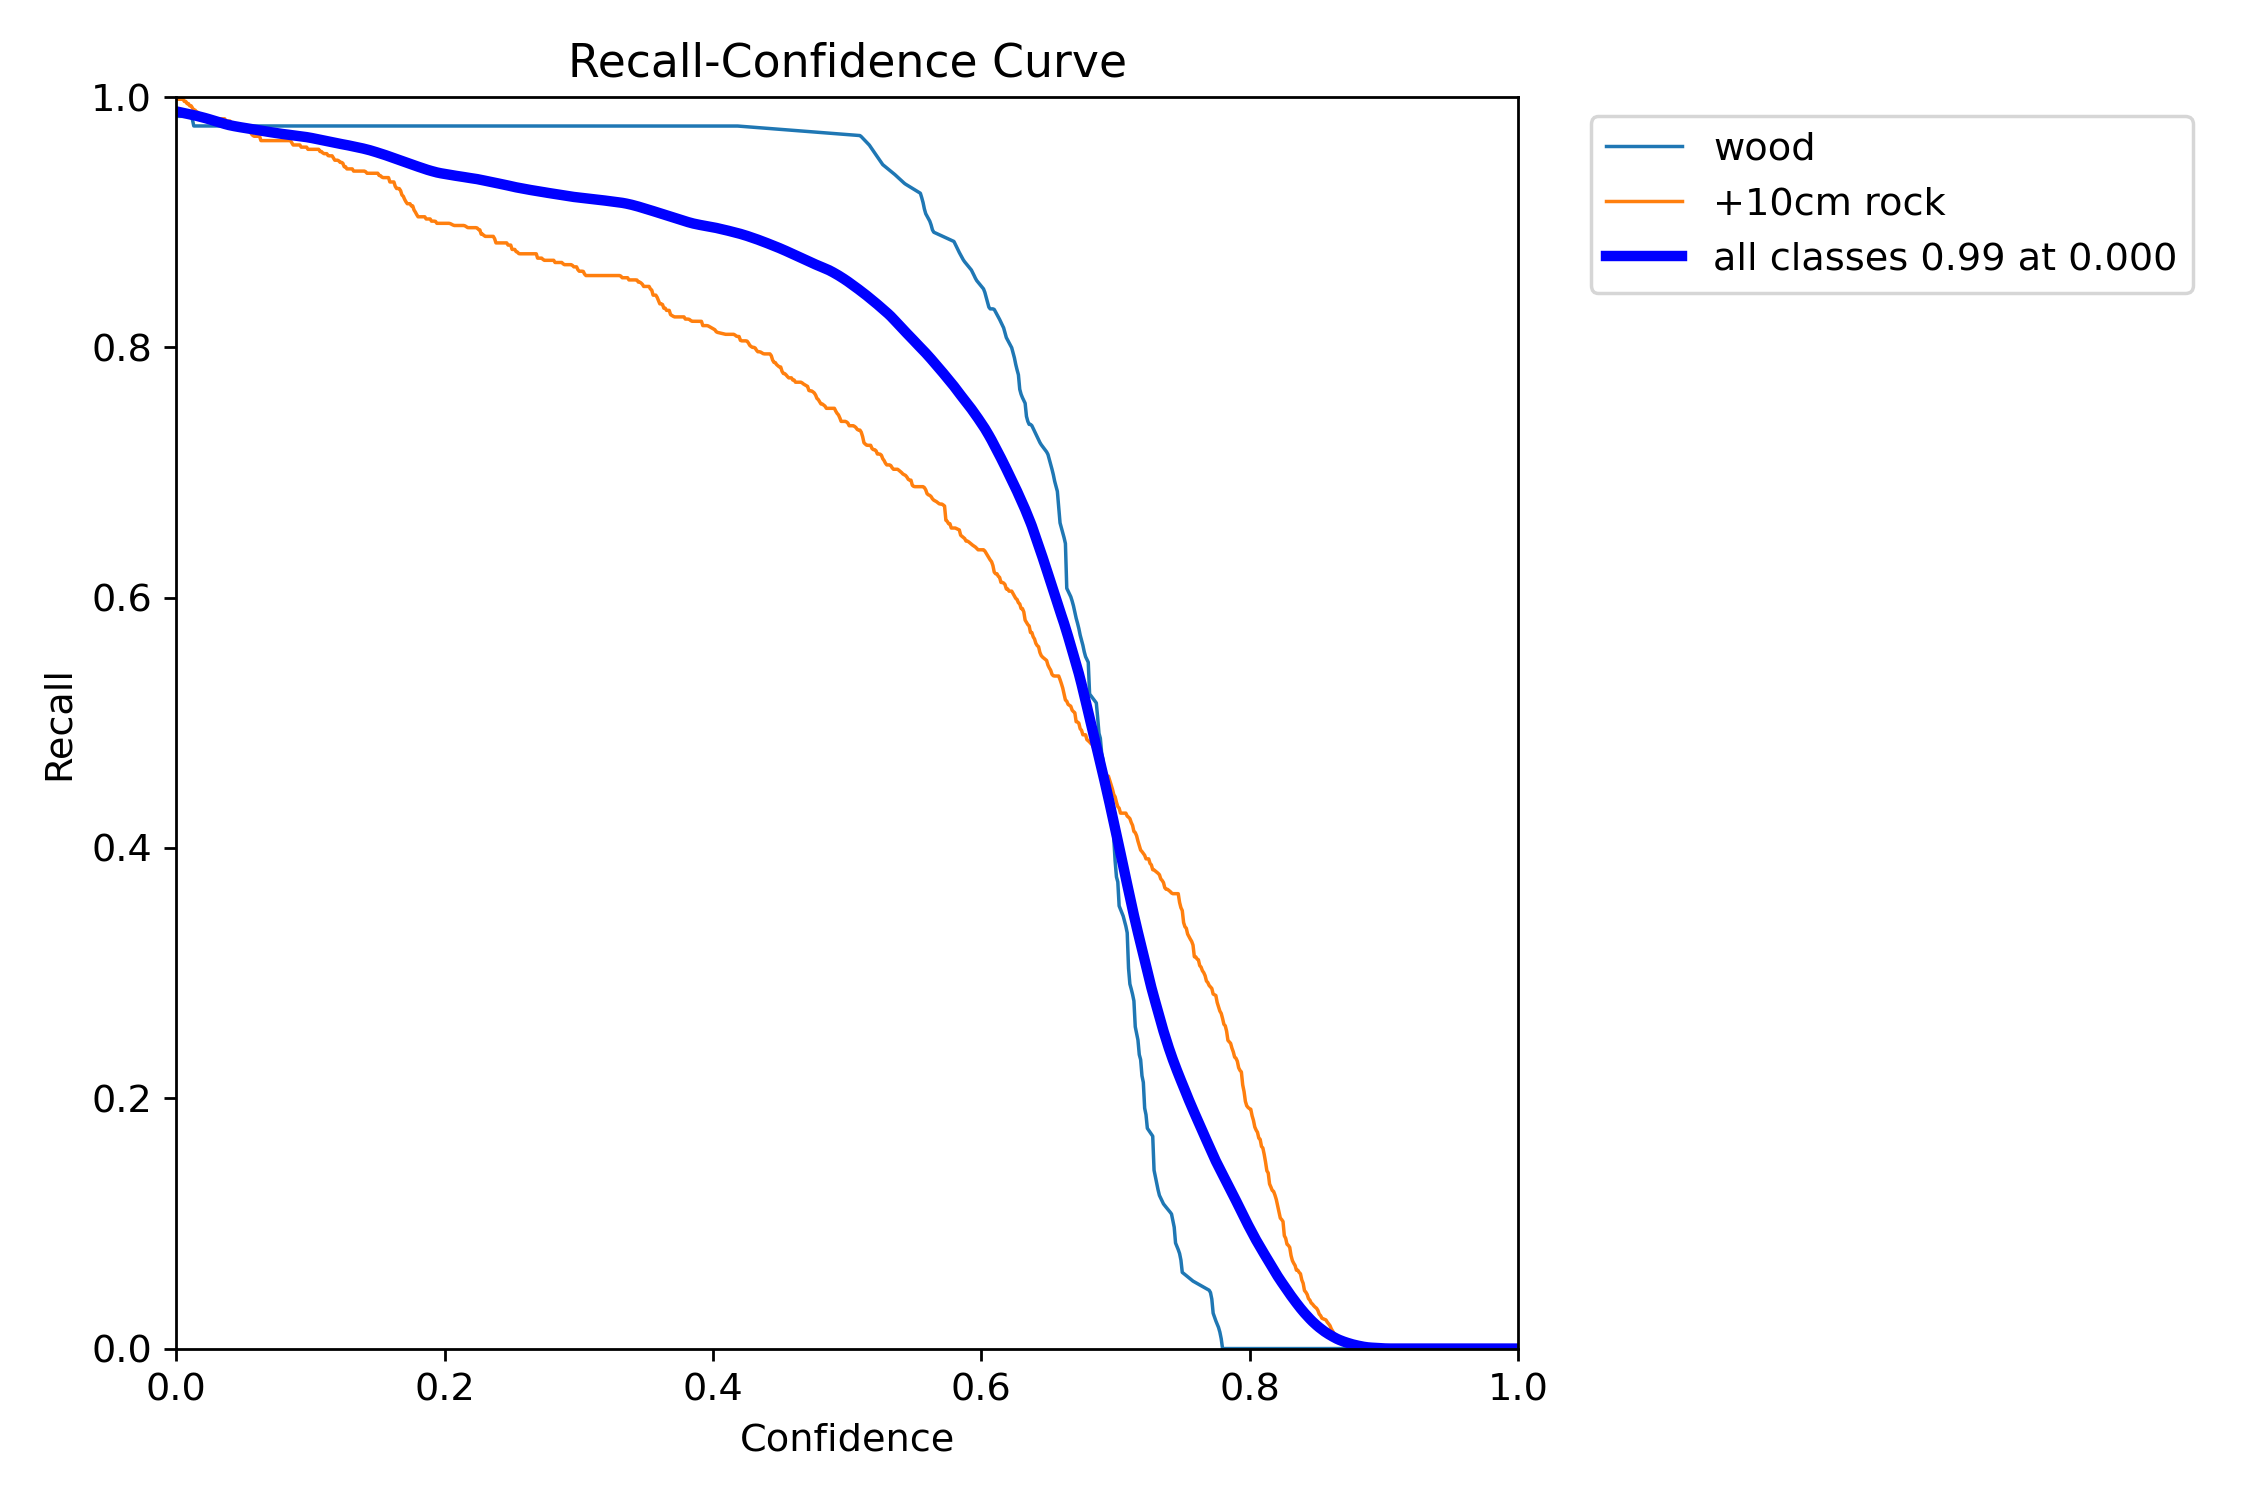 Recall-Confidence Curve
wood
+10cm rock
all classes 0.99 at 0.000
1.0
0.8
0.6
0.4
0.2
0.0
Recall
0.0 0.2 0.4 0.6 0.8 1.0
Confidence